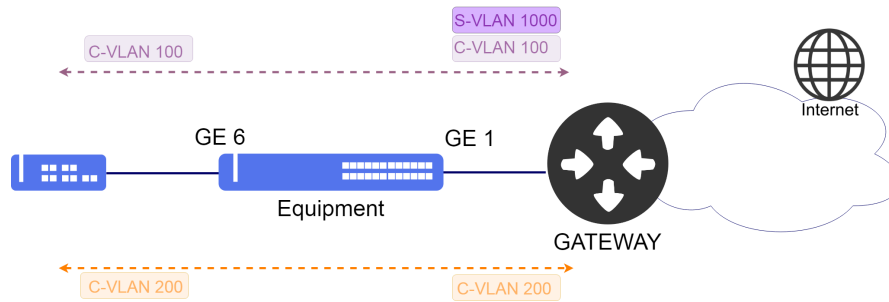 S-VLAN 1000
C-VLAN 100
C-VLAN 100
Internet
GE 6
GE 1
Equipment
GATEWAY
C-VLAN 200
C-VLAN 200